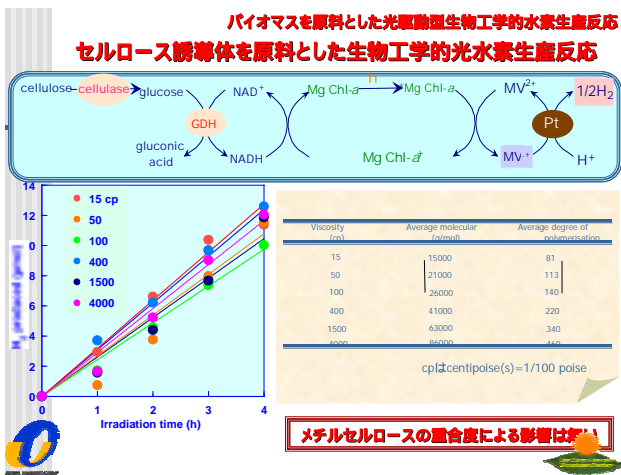 バイオマスを原料とした光駆動型生物工学的水素生産反応
セルロース誘導体を原料とした生物工学的光水素生産反応
cellulose cellulase glucose NAD+ Mg Chl-a h Mg Chl-a MV2+ 1/2H2
GDH Pt
gluconic acid NADH Mg Chl-a+ MV·+ H+
14
12
0
8
6
4
2
0
15 cp
50
100
400
1500
4000
0 1 2 3 4
Irradiation time (h)
Viscosity (cp) Average molecular (g/mol) Average degree of polymerisation
15 15000 81
50 21000 113
100 26000 140
400 41000 220
1500 63000 340
4000 86000 460
cpはcentipoise(s)=1/100 poise
メチルセルロースの重合度による影響は無い